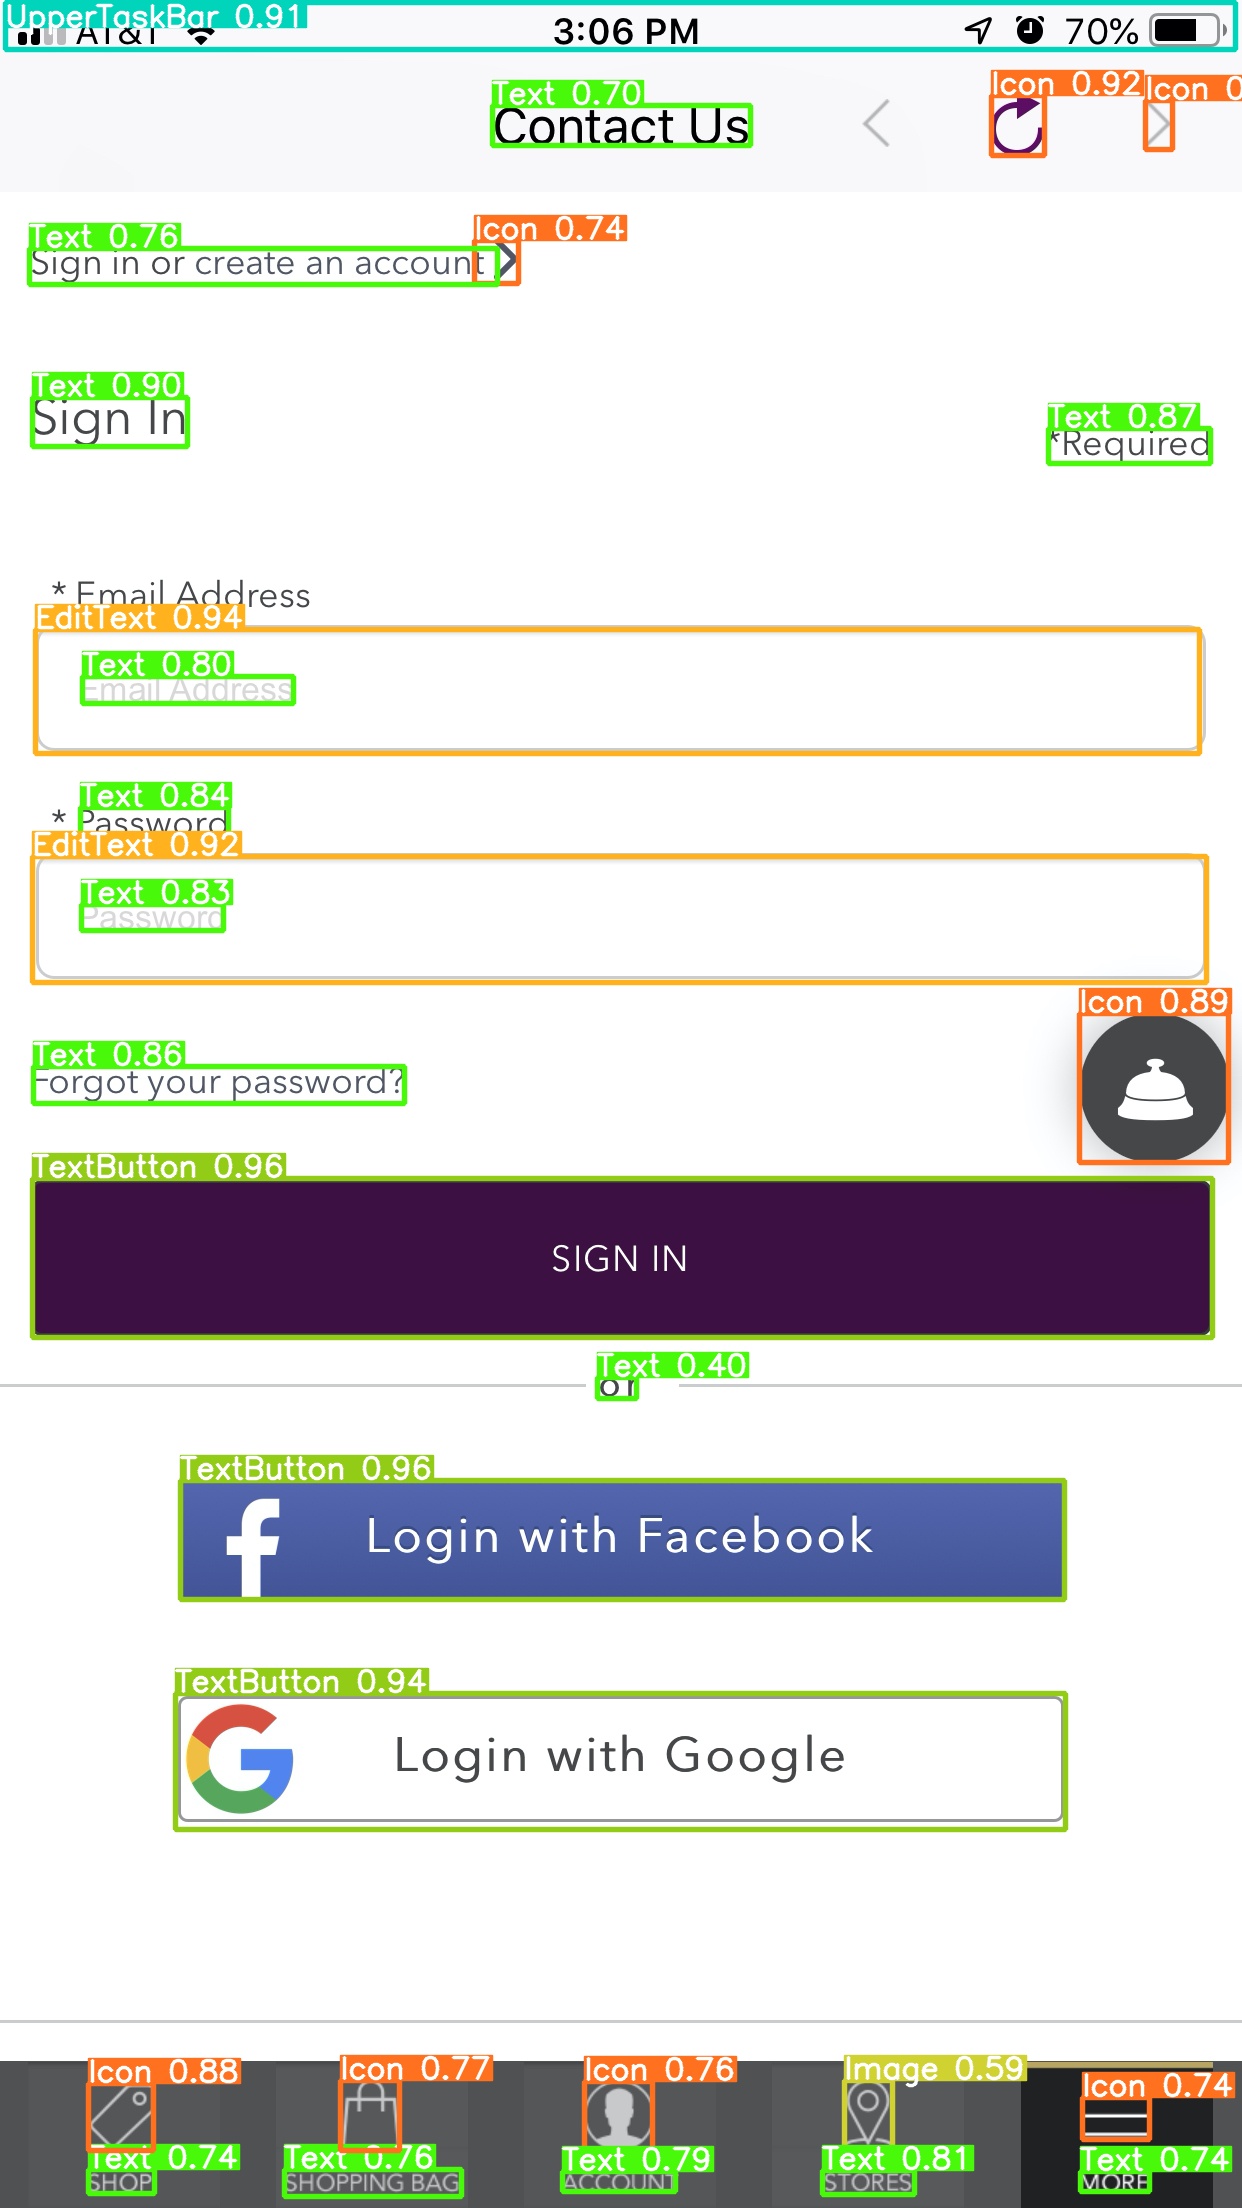 UpperTaskBar 0.91
AT&T 3:06 PM 70%
Text 0.70
Icon 0.92
Icon 0
Contact Us
Text 0.76
Icon 0.74
Sign in or create an account
Text 0.90
Sign In
Text 0.87
*Required
* Email Address
EditText 0.94
Text 0.80
Email Address
Text 0.84
* Password
EditText 0.92
Text 0.83
Password
Icon 0.89
Text 0.86
Forgot your password?
TextButton 0.96
SIGN IN
Text 0.40
or
TextButton 0.96
f Login with Facebook
TextButton 0.94
G Login with Google
Icon 0.88
Icon 0.77
Icon 0.76
Image 0.59
Icon 0.74
Text 0.74
Text 0.76
Text 0.79
Text 0.81
Text 0.74
SHOP
SHOPPING BAG
ACCOUNT
STORES
MORE